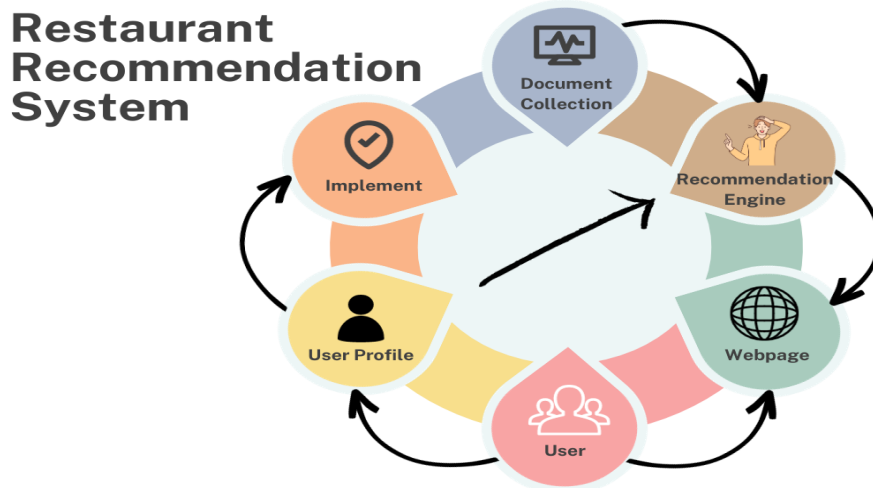 Restaurant
Recommendation
System
Document
Collection
Implement
Recommendation
Engine
User Profile
Webpage
User